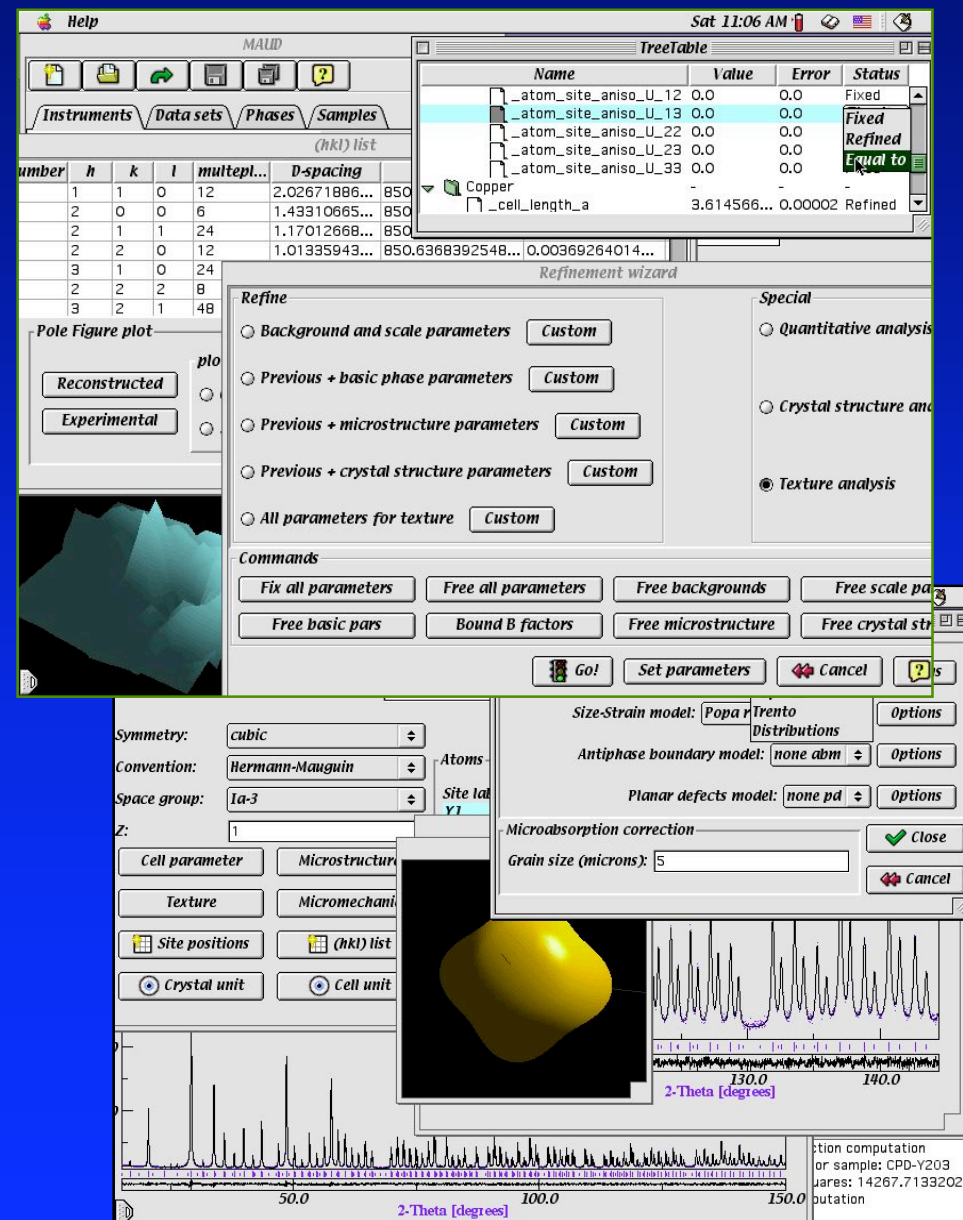 Help
Sat 11:06 AM
MAUD
TreeTable
Name Value Error Status
_atom_site_aniso_U_12 0.0 0.0 Fixed
_atom_site_aniso_U_13 0.0 0.0
_atom_site_aniso_U_22 0.0 0.0
_atom_site_aniso_U_23 0.0 0.0
_atom_site_aniso_U_33 0.0 0.0
Fixed
Refined
Equal to
Copper - - -
_cell_length_a 3.614566... 0.00002 Refined
Instruments Data sets Phases Samples
(hkl) list
umber h k l multepl... D-spacing
1 1 0 12 2.02671886... 850
2 0 0 6 1.43310665... 850
2 1 1 24 1.17012668... 850
2 2 0 12 1.01335943... 850.6368392548... 0.00369264014...
3 1 0 24
2 2 2 8
3 2 1 48
Pole Figure plot
plo
Reconstructed
Experimental
Refinement wizard
Refine
Background and scale parameters Custom
Previous + basic phase parameters Custom
Previous + microstructure parameters Custom
Previous + crystal structure parameters Custom
All parameters for texture Custom
Special
Quantitative analysis
Crystal structure ana
Texture analysis
Commands
Fix all parameters Free all parameters Free backgrounds Free scale pa
Free basic pars Bound B factors Free microstructure Free crystal str
Go! Set parameters Cancel ?
Symmetry: cubic
Convention: Hermann-Mauguin
Space group: Ia-3
Z: 1
Atoms
Site lab
Y1
Cell parameter Microstructure
Texture Micromechani
Site positions (hkl) list
Crystal unit Cell unit
Size-Strain model: Popa r Options
Trento
Distributions
Antiphase boundary model: none abm Options
Planar defects model: none pd Options
Microabsorption correction
Grain size (microns): 5
Close
Cancel
130.0 140.0
2-Theta [degrees]
50.0 100.0 150.0
2-Theta [degrees]
ction computation
or sample: CPD-Y203
uares: 14267.7133202
putation